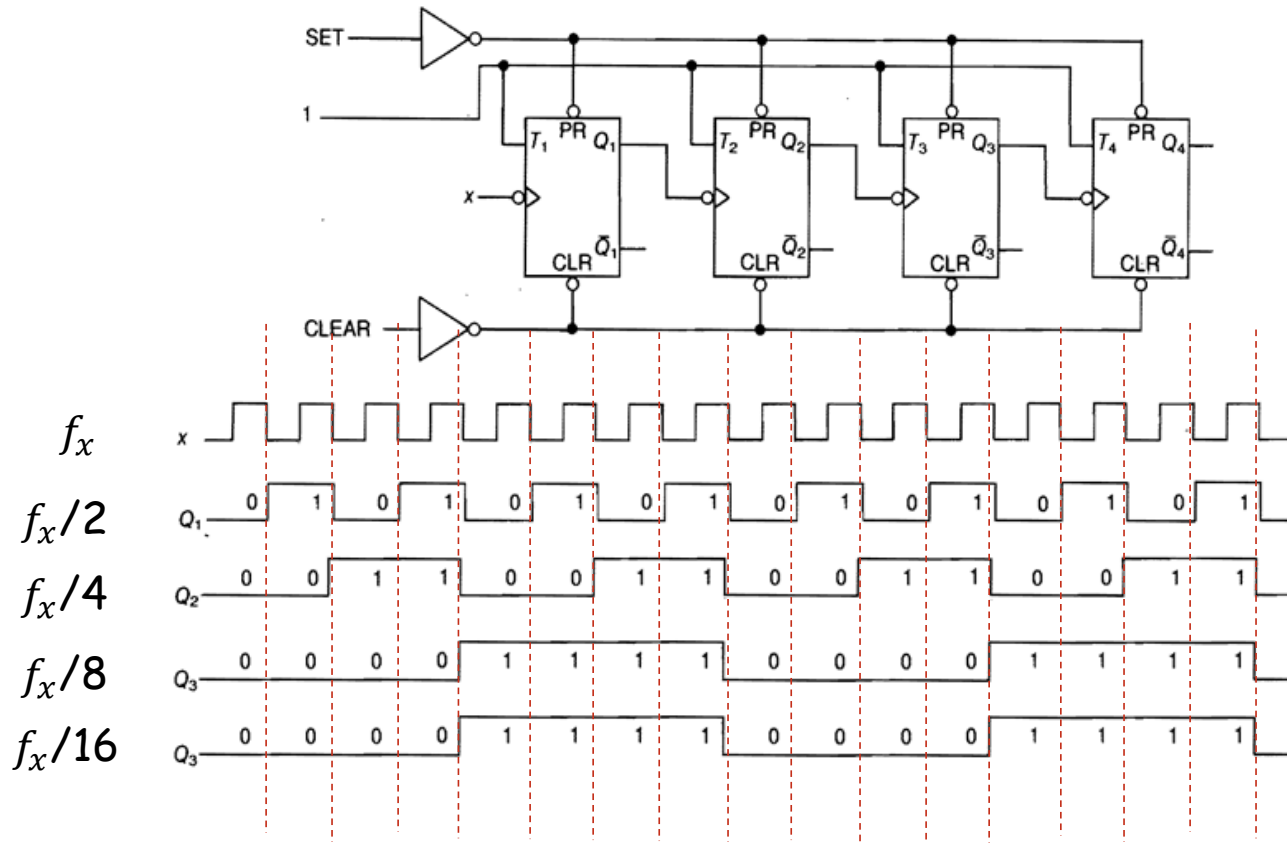 SET
1
PR PR PR PR
T₁ Q₁ T₂ Q₂ T₃ Q₃ T₄ Q₄
x
Q̅₁ Q̅₂ Q̅₃ Q̅₄
CLR CLR CLR CLR
CLEAR
fₓ x
fₓ/2 Q₁ 0 1 0 1 0 1 0 1 0 1 0 1 0 1 0 1
fₓ/4 Q₂ 0 0 1 1 0 0 1 1 0 0 1 1 0 0 1 1
fₓ/8 Q₃ 0 0 0 0 1 1 1 1 0 0 0 0 1 1 1 1
fₓ/16 Q₃ 0 0 0 0 1 1 1 1 0 0 0 0 1 1 1 1